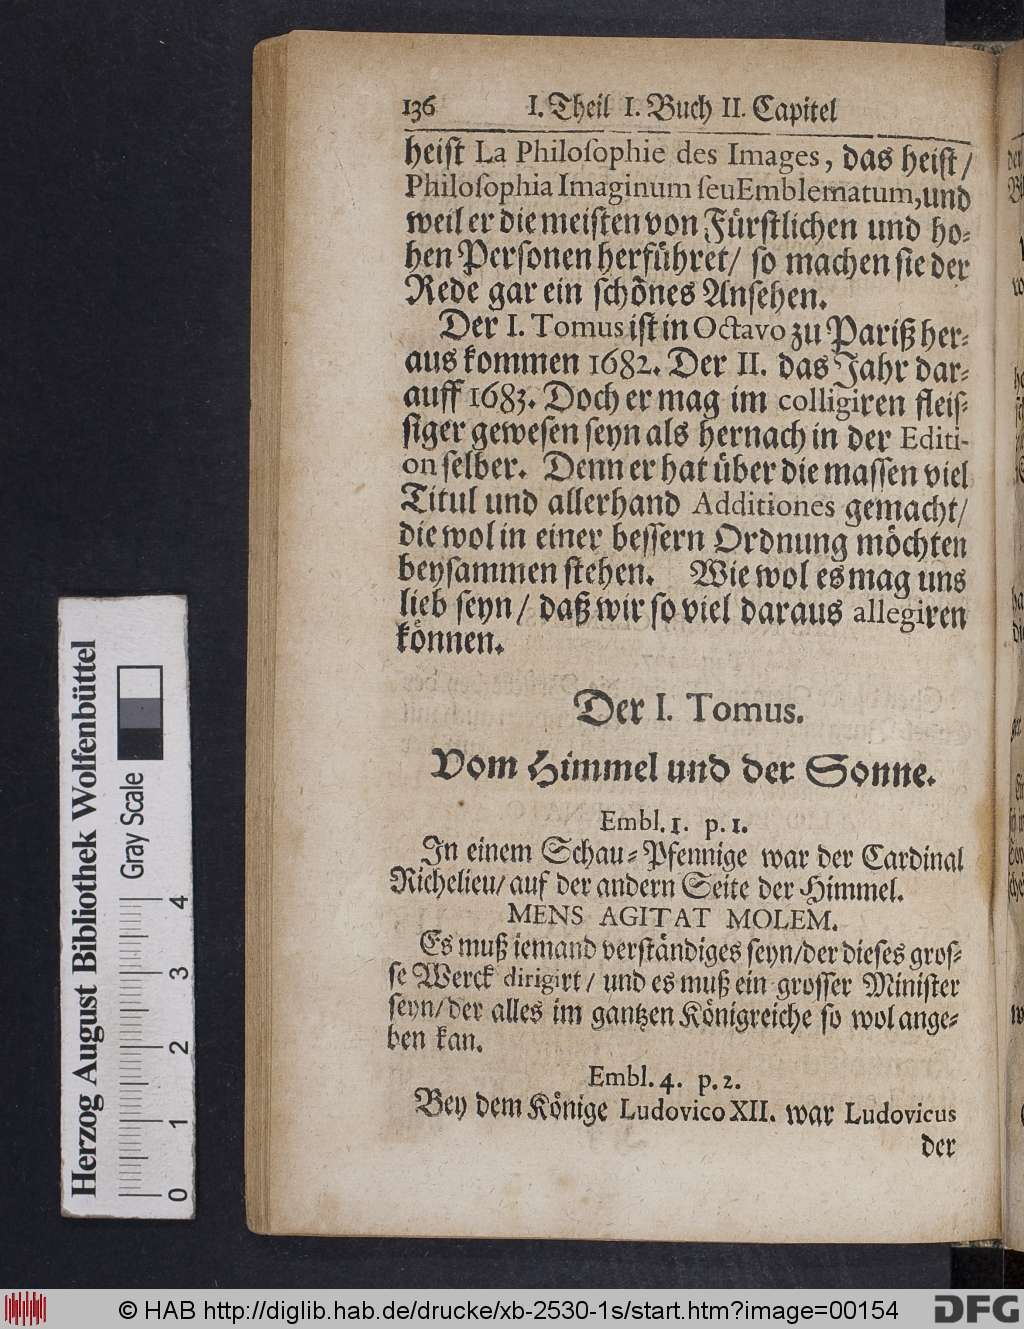 136 I. Theil I. Buch II. Capitel
heist La Philosophie des Images, das heist/
Philosophia Imaginum seu Emblematum, und
weil er die meisten von Fürstlichen und ho-
hen Personen herführet/ so machen sie der
Rede gar ein schönes Ansehen.
Der I. Tomus ist in Octavo zu Pariß her-
aus kommen 1682. Der II. das Jahr dar-
auff 1683. Doch er mag im colligiren fleis-
siger gewesen seyn als hernach in der Editi-
on selber. Denn er hat über die massen viel
Titul und allerhand Additiones gemacht/
die wol in einer bessern Ordnung möchten
beysammen stehen. Wie wol es mag uns
lieb seyn/ daß wir so viel daraus allegiren
können.
Der I. Tomus.
Vom Himmel und der Sonne.
Embl. 1. p. 1.
In einem Schau-Pfennige war der Cardinal
Richelieu/ auf der andern Seite der Himmel.
MENS AGITAT MOLEM.
Es muß iemand verständiges seyn/ der dieses gros-
se Werck dirigirt/ und es muß ein grosser Minister
seyn/ der alles im gantzen Königreiche so wol ange-
ben kan.
Embl. 4. p. 2.
Bey dem Könige Ludovico XII. war Ludovicus
der
Herzog August Bibliothek Wolfenbüttel
Gray Scale
0 1 2 3 4
© HAB http://diglib.hab.de/drucke/xb-2530-1s/start.htm?image=00154
DFG